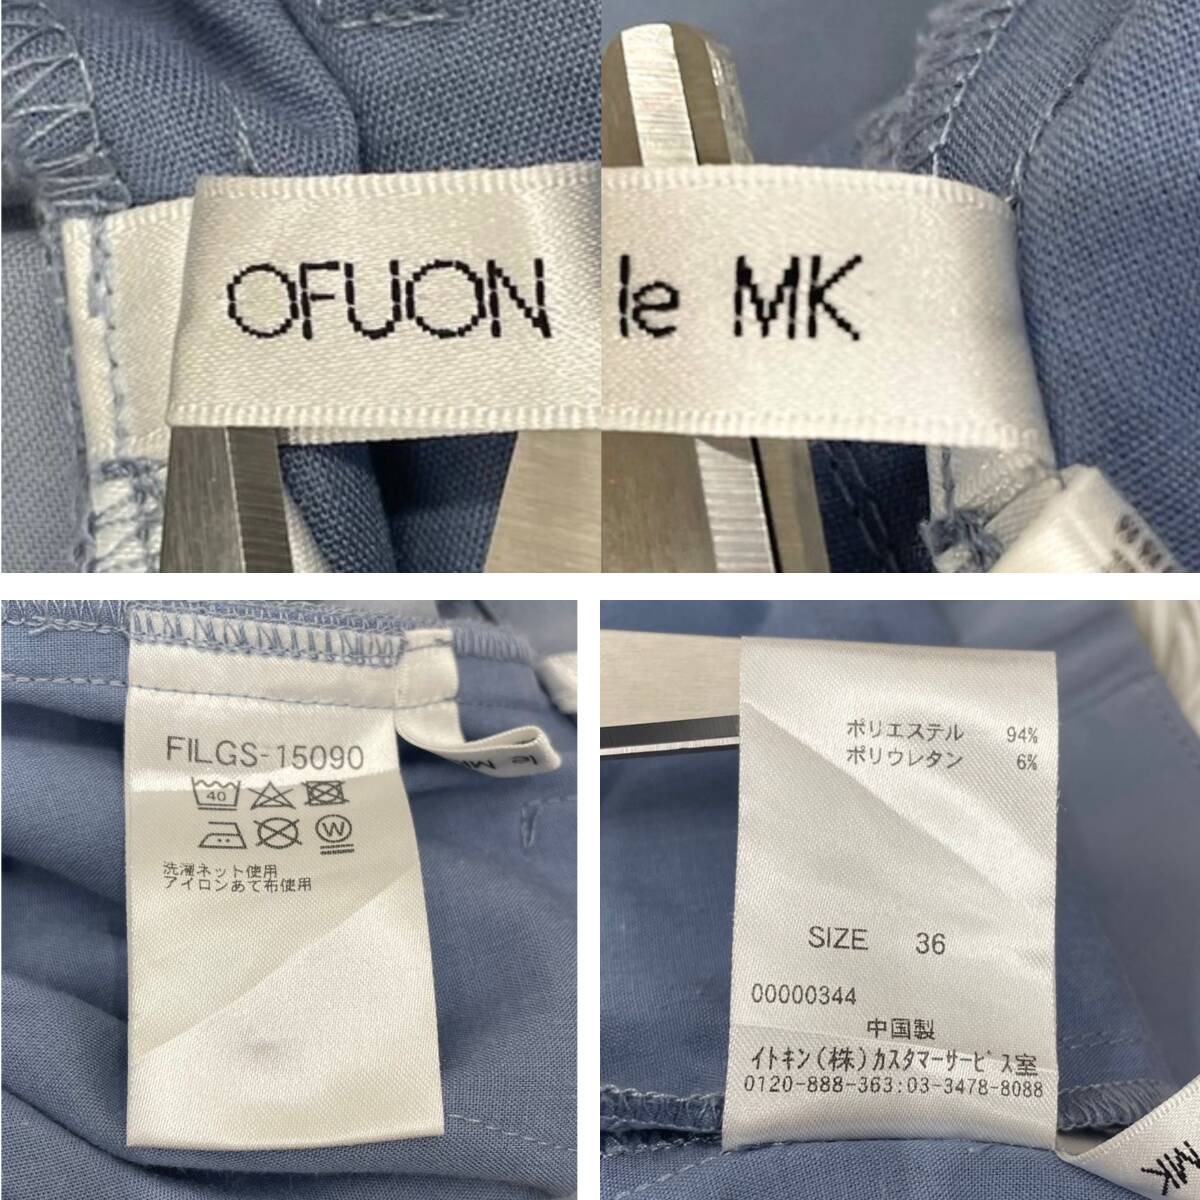 OFUON le MK
FILGS-15090
40
W
洗濯ネット使用
アイロンあて布使用
le MK
ポリエステル 94%
ポリウレタン 6%
SIZE 36
00000344
中国製
イトキン(株)カスタマーサービス室
0120-888-363:03-3478-8088
MK